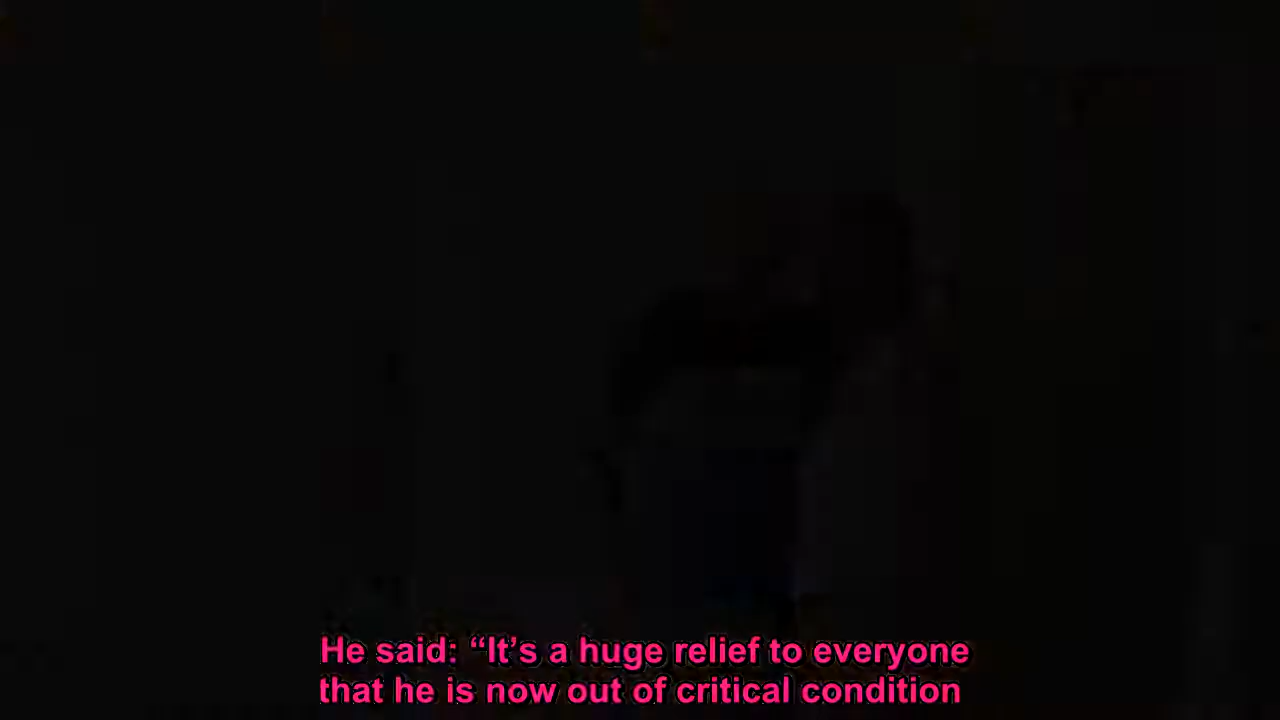 He said: “It’s a huge relief to everyone
that he is now out of critical condition